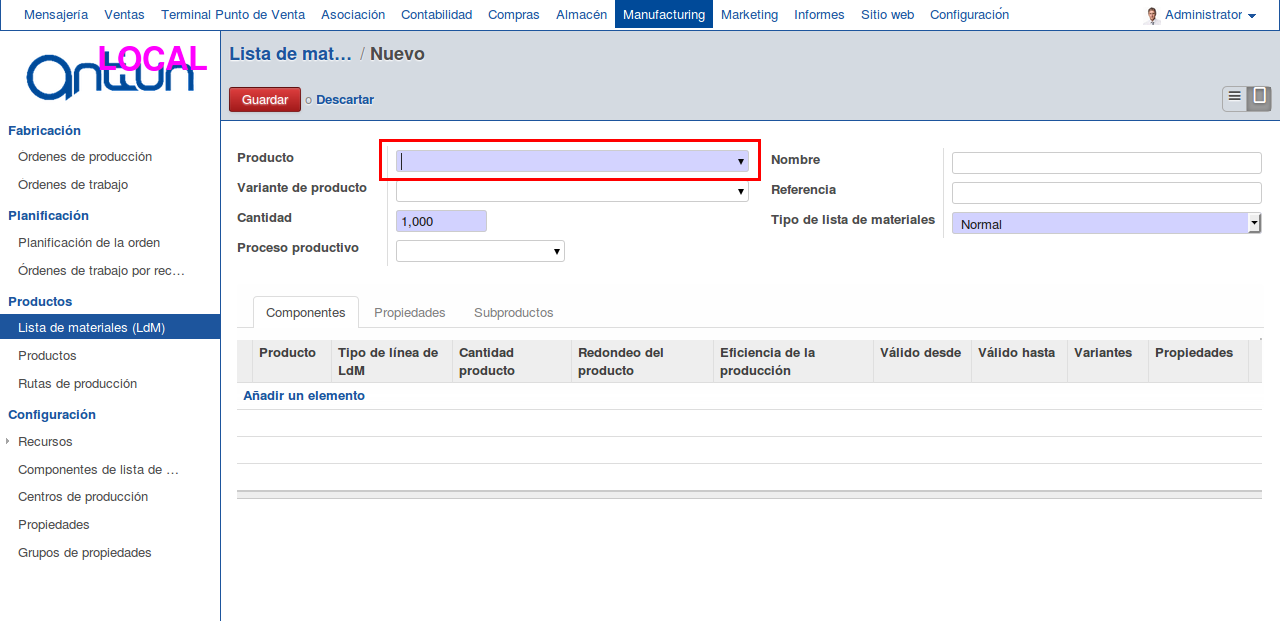 Mensajería Ventas Terminal Punto de Venta Asociación Contabilidad Compras Almacén Manufacturing Marketing Informes Sitio web Configuración Administrator
LOCAL
antiun
Lista de mat... / Nuevo
Guardar o Descartar
Fabricación
Ordenes de producción
Ordenes de trabajo
Planificación
Planificación de la orden
Órdenes de trabajo por rec...
Productos
Lista de materiales (LdM)
Productos
Rutas de producción
Configuración
Recursos
Componentes de lista de ...
Centros de producción
Propiedades
Grupos de propiedades
Producto
Variante de producto
Cantidad 1,000
Proceso productivo
Nombre
Referencia
Tipo de lista de materiales Normal
Componentes Propiedades Subproductos
Producto Tipo de línea de LdM Cantidad producto Redondeo del producto Eficiencia de la producción Válido desde Válido hasta Variantes Propiedades
Añadir un elemento